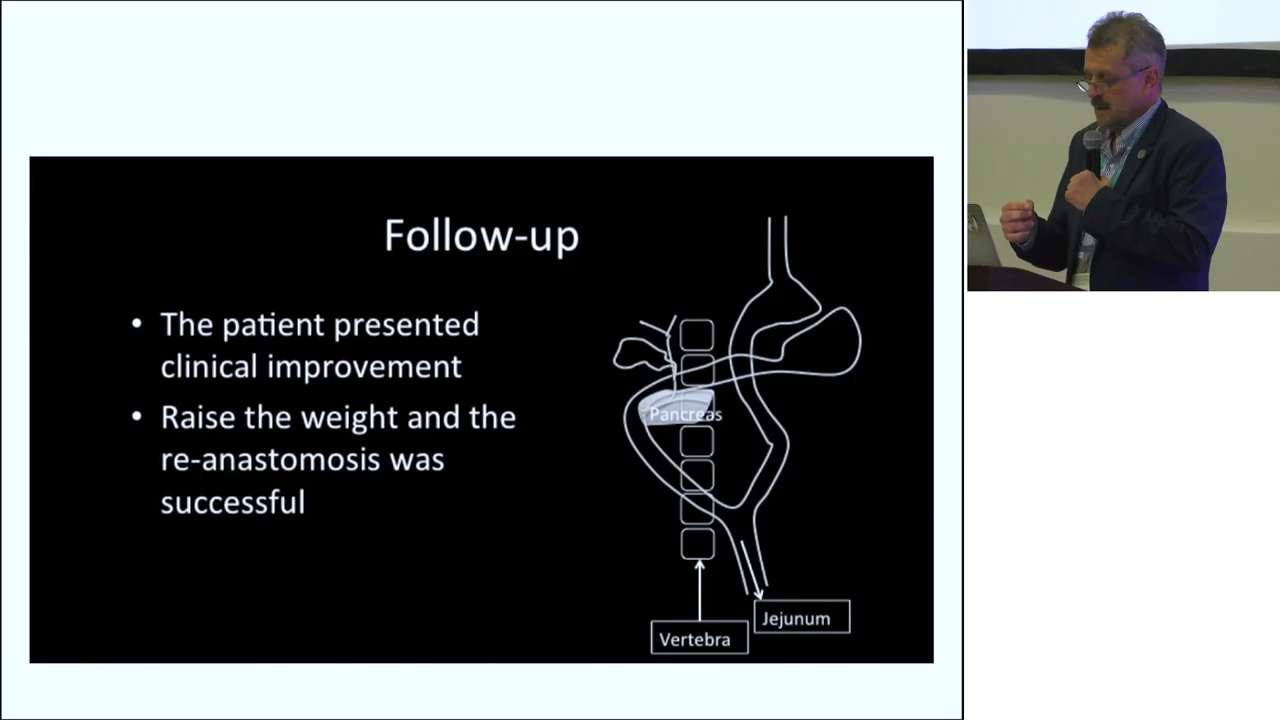 Follow-up
• The patient presented
clinical improvement
• Raise the weight and the
re-anastomosis was
successful
Pancreas
Jejunum
Vertebra